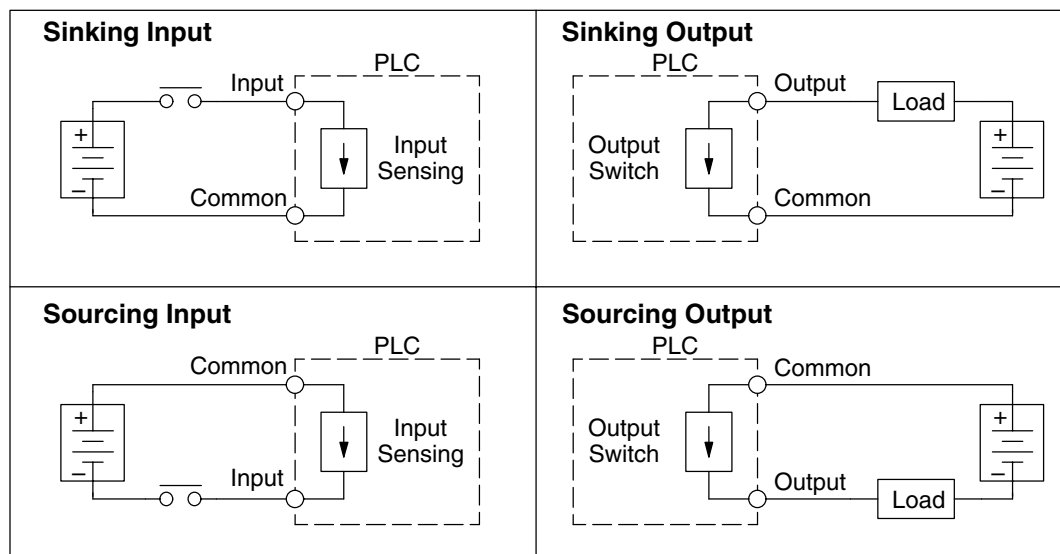 Sinking Input
PLC
Input
+
−
Input
Sensing
Common
Sinking Output
PLC
Output
Load
Output
Switch
+
−
Common
Sourcing Input
PLC
Common
+
−
Input
Sensing
Input
Sourcing Output
PLC
Common
Output
Switch
+
−
Output
Load